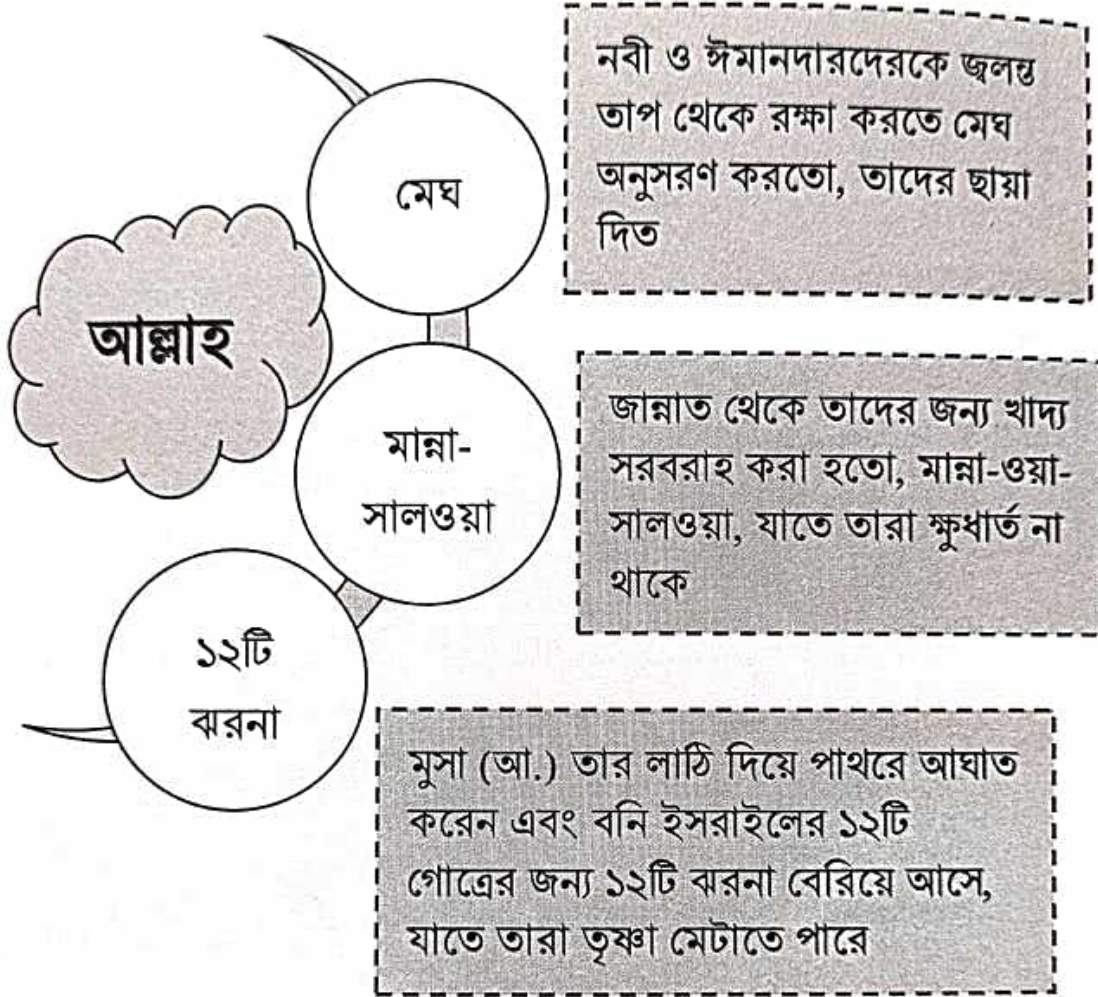 আল্লাহ
মেঘ
নবী ও ঈমানদারদেরকে জ্বলন্ত
তাপ থেকে রক্ষা করতে মেঘ
অনুসরণ করতো, তাদের ছায়া
দিত
মান্না-
সালওয়া
জান্নাত থেকে তাদের জন্য খাদ্য
সরবরাহ করা হতো, মান্না-ওয়া-
সালওয়া, যাতে তারা ক্ষুধার্ত না
থাকে
১২টি
ঝরনা
মুসা (আ.) তার লাঠি দিয়ে পাথরে আঘাত
করেন এবং বনি ইসরাইলের ১২টি
গোত্রের জন্য ১২টি ঝরনা বেরিয়ে আসে,
যাতে তারা তৃষ্ণা মেটাতে পারে